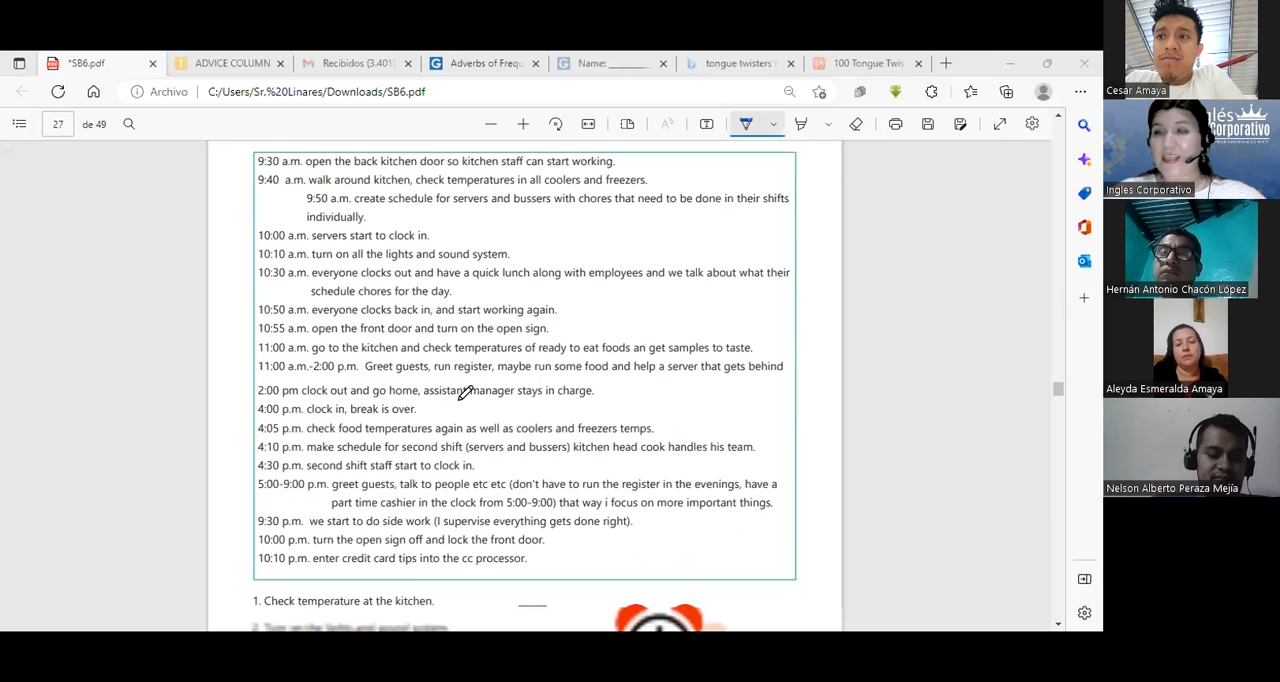 *SB6.pdf
ADVICE COLUMN
Recibidos (3.401)
Adverbs of Frequ
Name: ________
tongue twisters i
100 Tongue Twis
Archivo
C:/Users/Sr.%20Linares/Downloads/SB6.pdf
27
de 49
9:30 a.m. open the back kitchen door so kitchen staff can start working.
9:40 a.m. walk around kitchen, check temperatures in all coolers and freezers.
9:50 a.m. create schedule for servers and bussers with chores that need to be done in their shifts
individually.
10:00 a.m. servers start to clock in.
10:10 a.m. turn on all the lights and sound system.
10:30 a.m. everyone clocks out and have a quick lunch along with employees and we talk about what their
schedule chores for the day.
10:50 a.m. everyone clocks back in, and start working again.
10:55 a.m. open the front door and turn on the open sign.
11:00 a.m. go to the kitchen and check temperatures of ready to eat foods an get samples to taste.
11:00 a.m.-2:00 p.m. Greet guests, run register, maybe run some food and help a server that gets behind
2:00 pm clock out and go home, assistant manager stays in charge.
4:00 p.m. clock in, break is over.
4:05 p.m. check food temperatures again as well as coolers and freezers temps.
4:10 p.m. make schedule for second shift (servers and bussers) kitchen head cook handles his team.
4:30 p.m. second shift staff start to clock in.
5:00-9:00 p.m. greet guests, talk to people etc etc (don't have to run the register in the evenings, have a
part time cashier in the clock from 5:00-9:00) that way i focus on more important things.
9:30 p.m. we start to do side work (I supervise everything gets done right).
10:00 p.m. turn the open sign off and lock the front door.
10:10 p.m. enter credit card tips into the cc processor.
1. Check temperature at the kitchen. ____
2. Turn on the lights and sound system.
Cesar Amaya
Inglés
Corporativo
Ingles Corporativo
Hernán Antonio Chacón López
Aleyda Esmeralda Amaya
Nelson Alberto Peraza Mejía